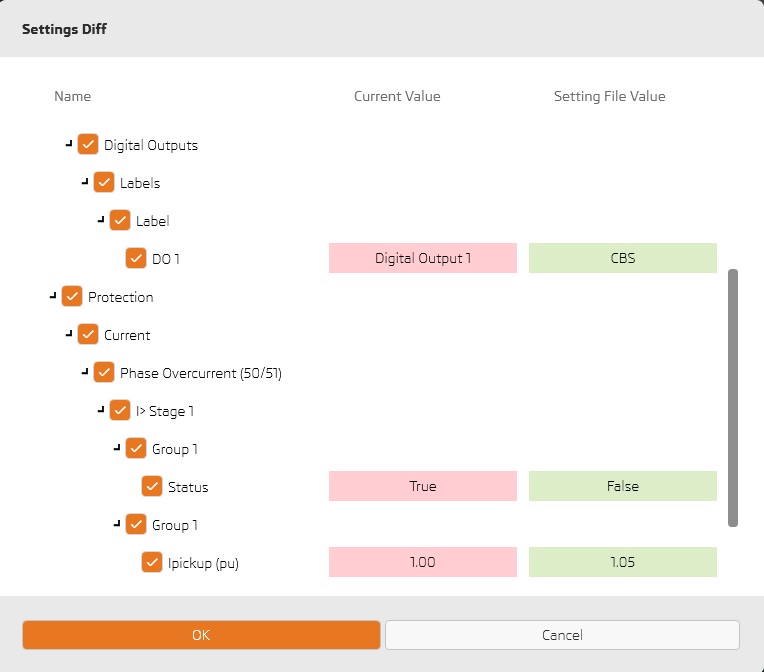 Settings Diff
Name Current Value Setting File Value
Digital Outputs
Labels
Label
DO 1 Digital Output 1 CBS
Protection
Current
Phase Overcurrent (50/51)
I> Stage 1
Group 1
Status True False
Group 1
Ipickup (pu) 1.00 1.05
OK Cancel